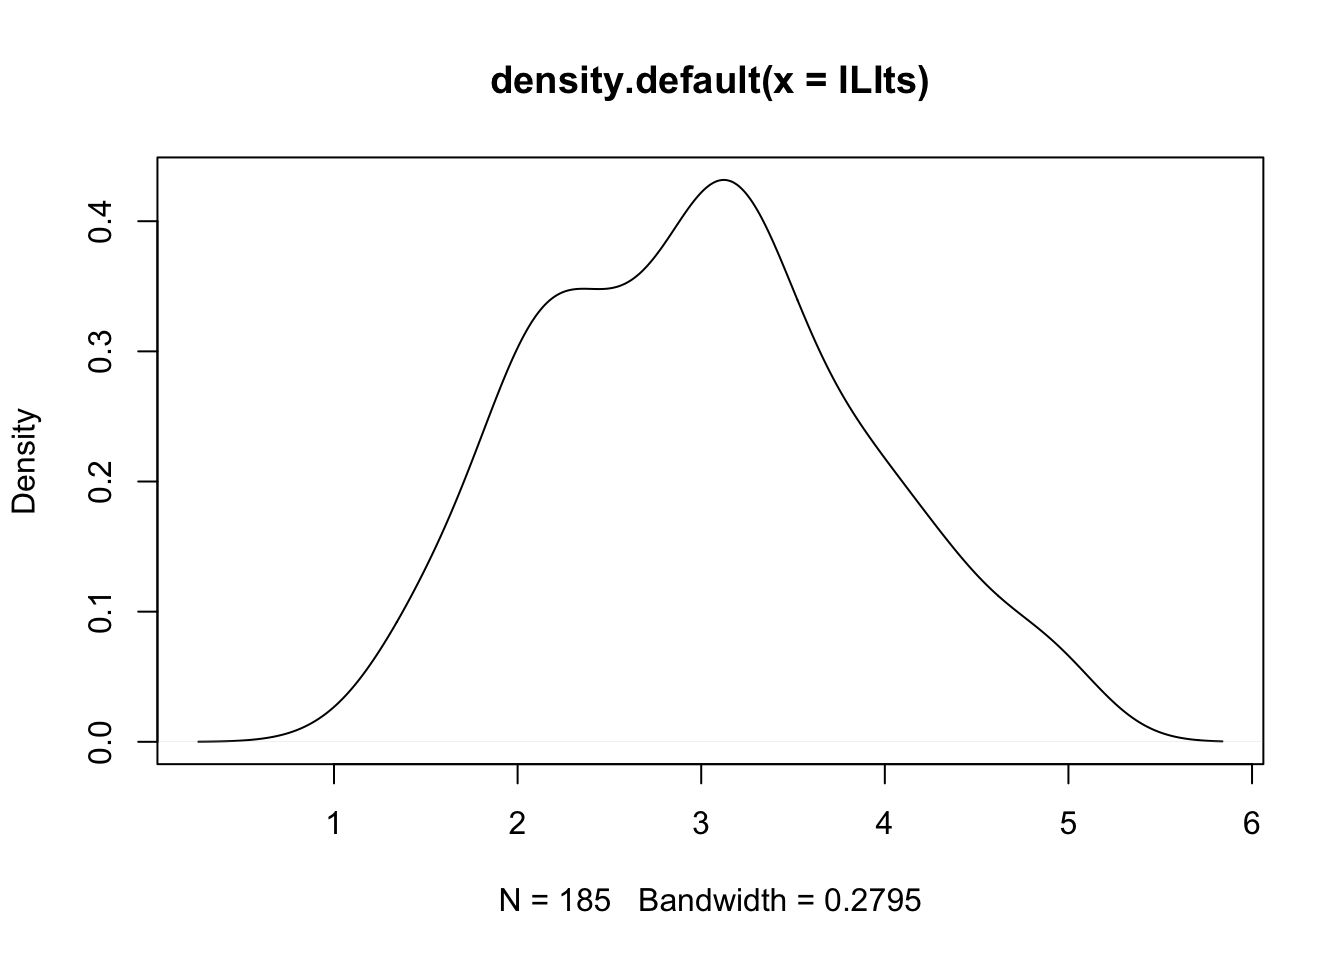 density.default(x = ILIts)
Density
0.0
0.1
0.2
0.3
0.4
1 2 3 4 5 6
N = 185 Bandwidth = 0.2795